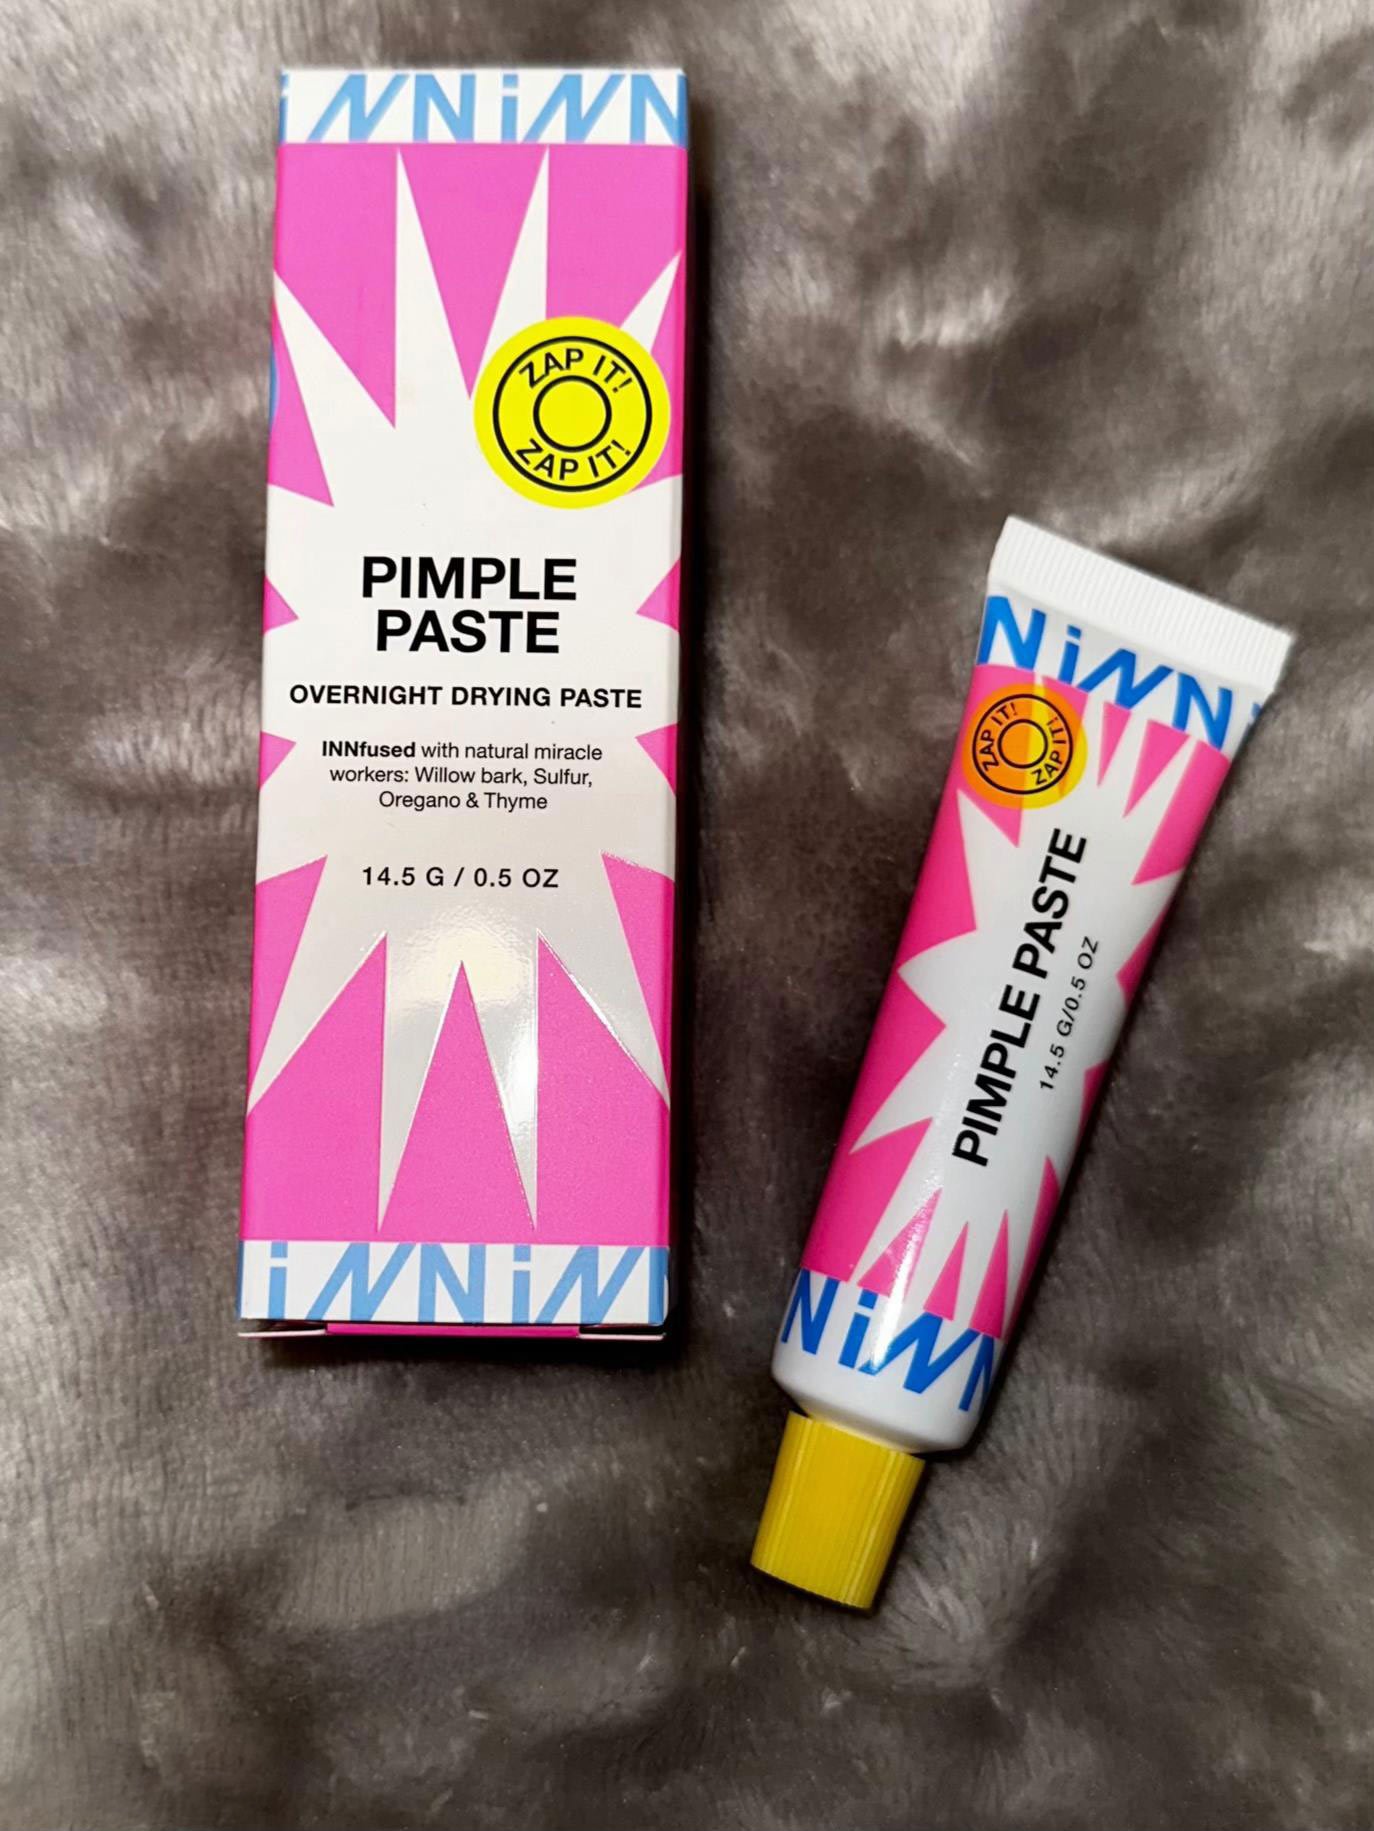 iNNiNN
ZAP IT!
ZAP IT!
PIMPLE
PASTE
OVERNIGHT DRYING PASTE
INNfused with natural miracle
workers: Willow bark, Sulfur,
Oregano & Thyme
14.5 G / 0.5 OZ
iNNiNN
NiNN
ZAP IT!
ZAP IT!
PIMPLE PASTE
14.5 G/0.5 OZ
NiNN